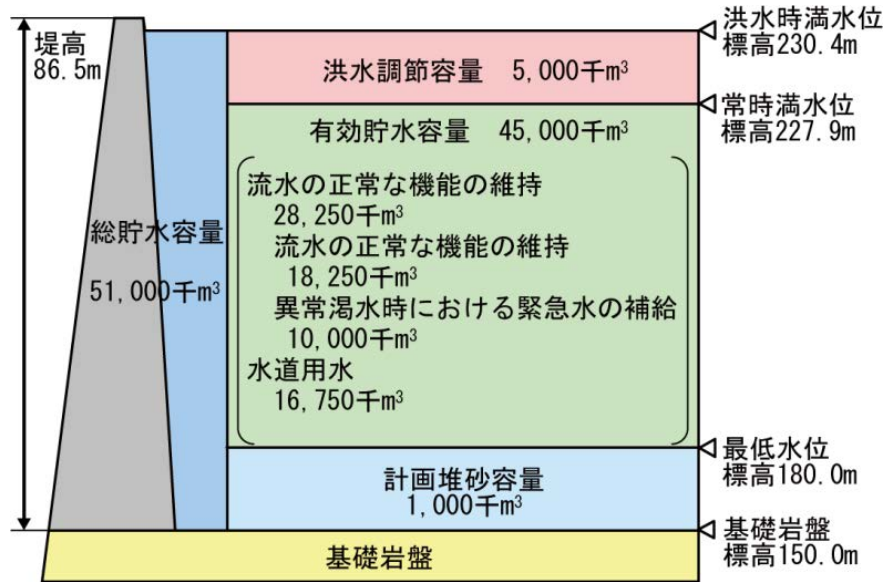 堤高
86.5m
洪水時満水位
標高230.4m
洪水調節容量 5,000千m³
常時満水位
標高227.9m
有効貯水容量 45,000千m³
流水の正常な機能の維持
28,250千m³
流水の正常な機能の維持
18,250千m³
異常渇水時における緊急水の補給
10,000千m³
水道用水
16,750千m³
総貯水容量
51,000千m³
最低水位
標高180.0m
計画堆砂容量
1,000千m³
基礎岩盤
標高150.0m
基礎岩盤